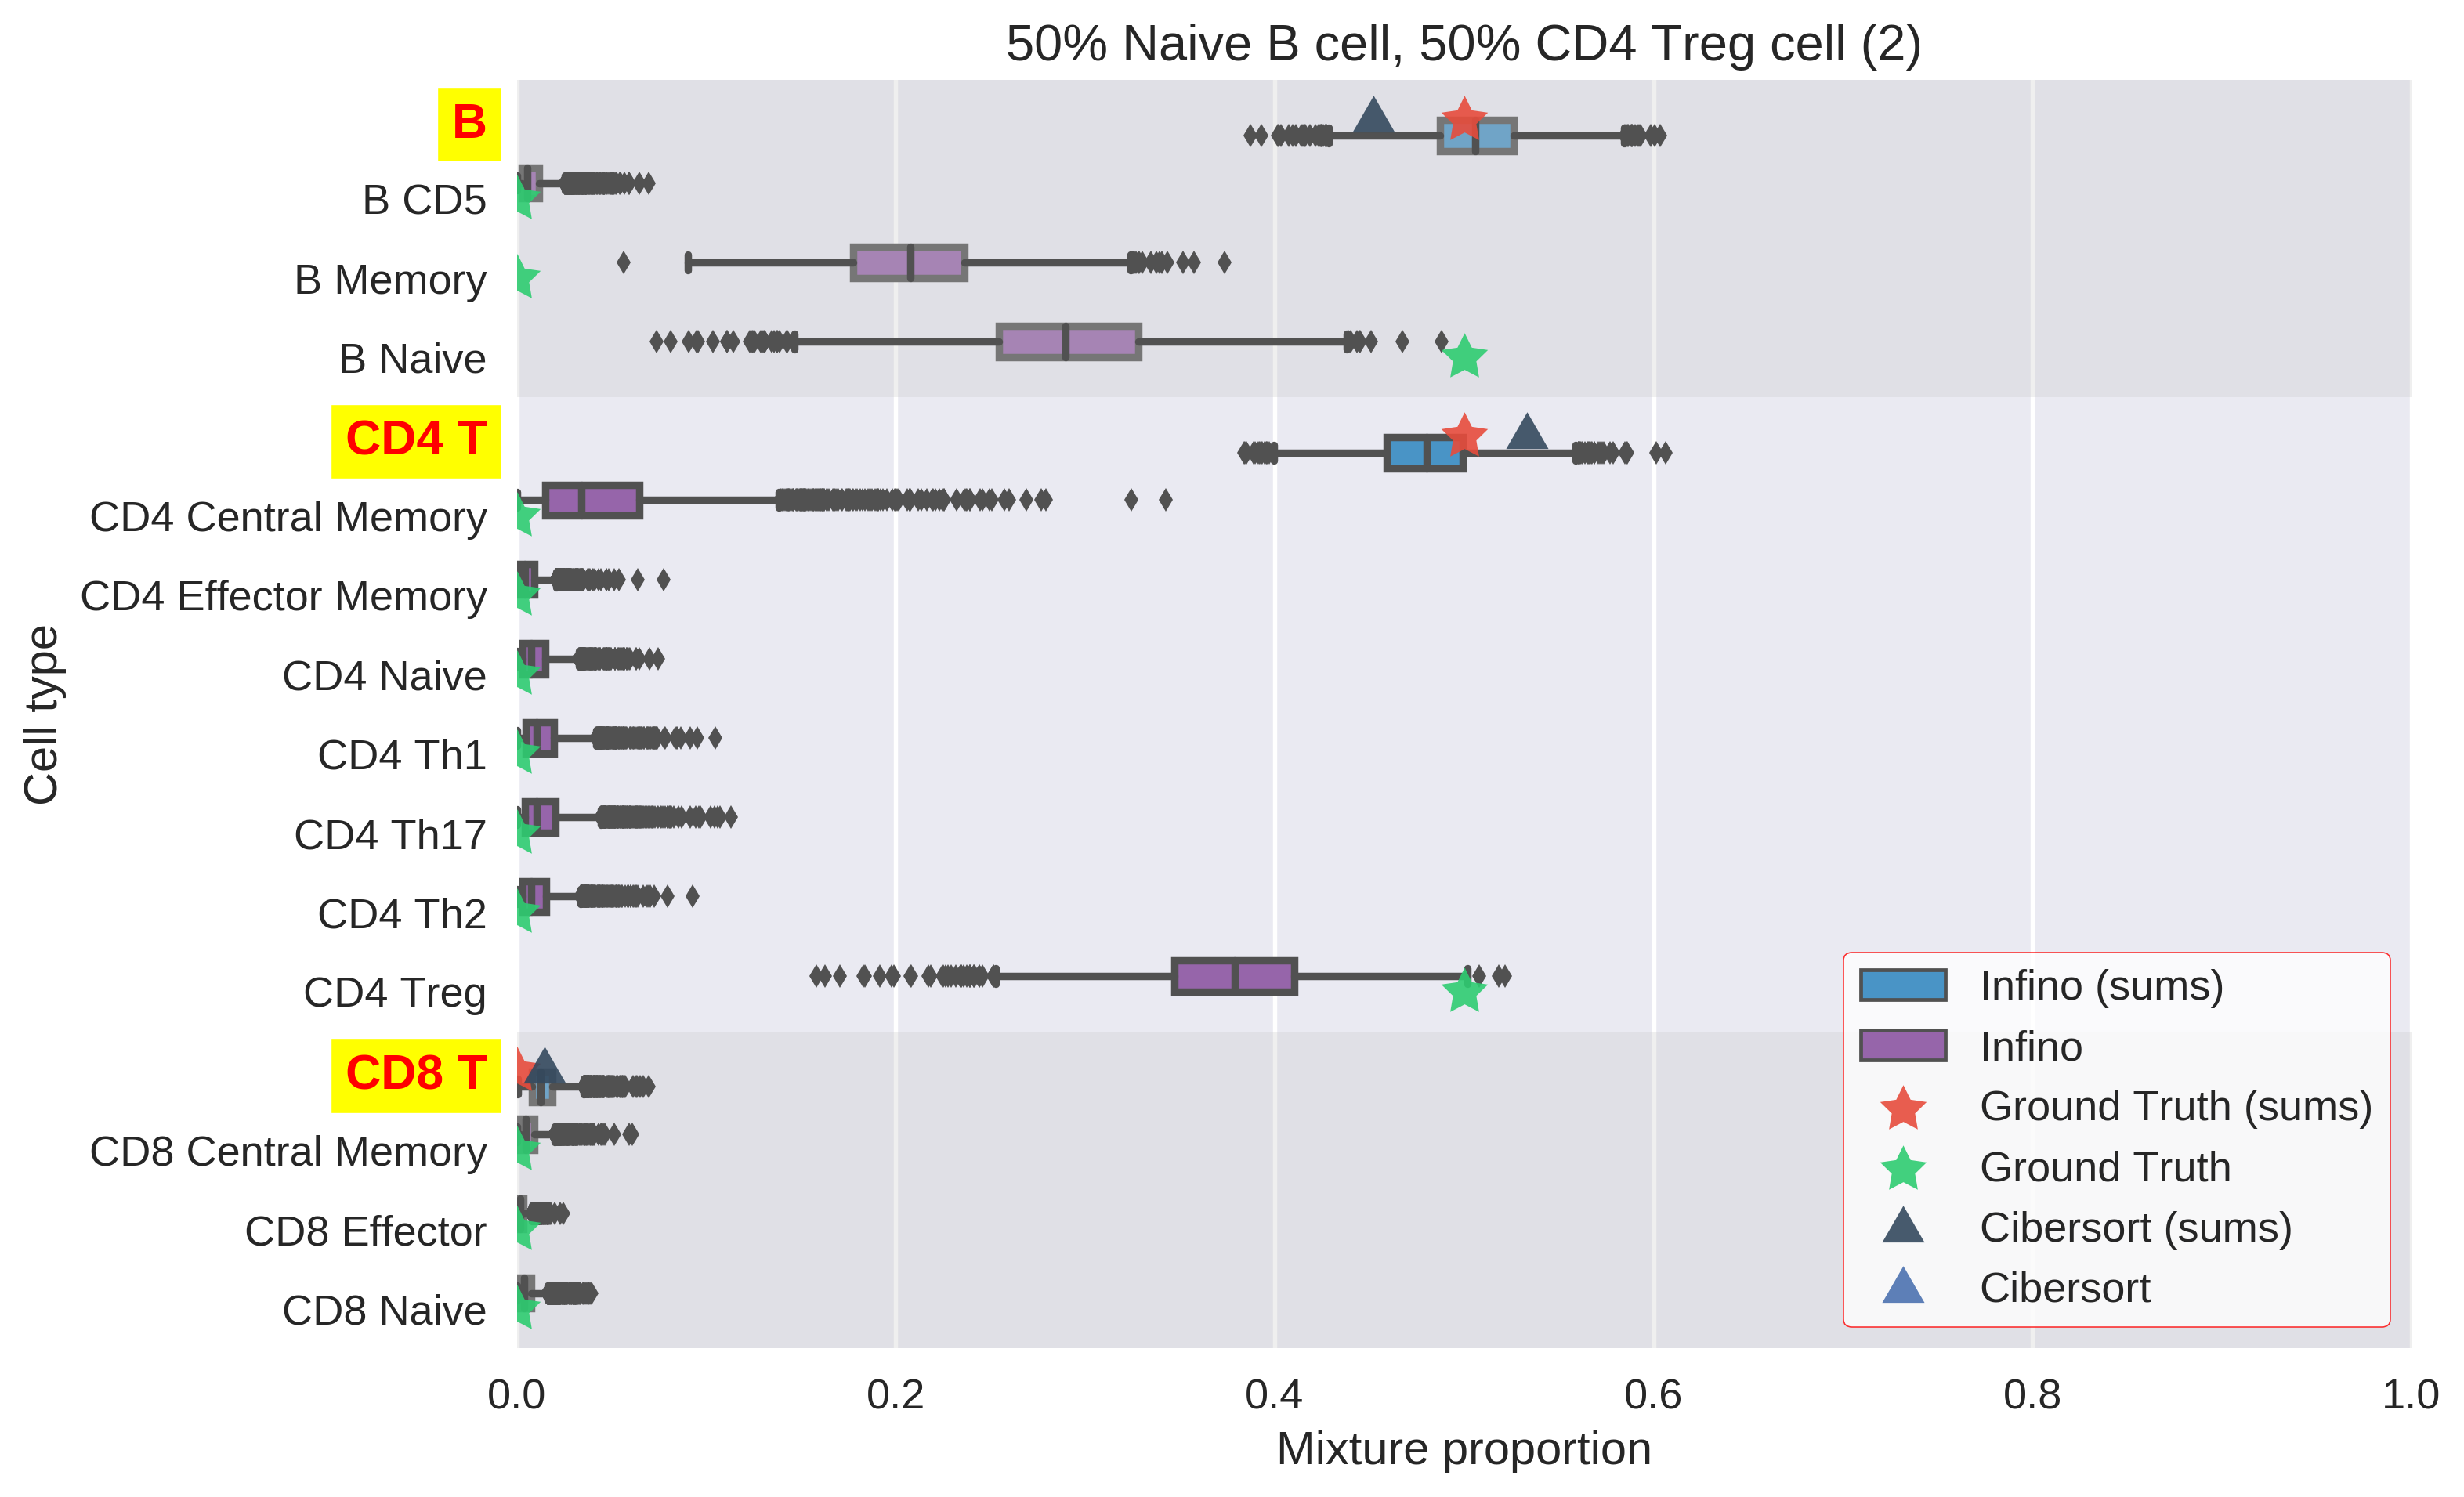 50% Naive B cell, 50% CD4 Treg cell (2)
B
B CD5
B Memory
B Naive
CD4 T
CD4 Central Memory
CD4 Effector Memory
CD4 Naive
CD4 Th1
CD4 Th17
CD4 Th2
CD4 Treg
CD8 T
CD8 Central Memory
CD8 Effector
CD8 Naive
Cell type
Infino (sums)
Infino
Ground Truth (sums)
Ground Truth
Cibersort (sums)
Cibersort
0.0 0.2 0.4 0.6 0.8 1.0
Mixture proportion